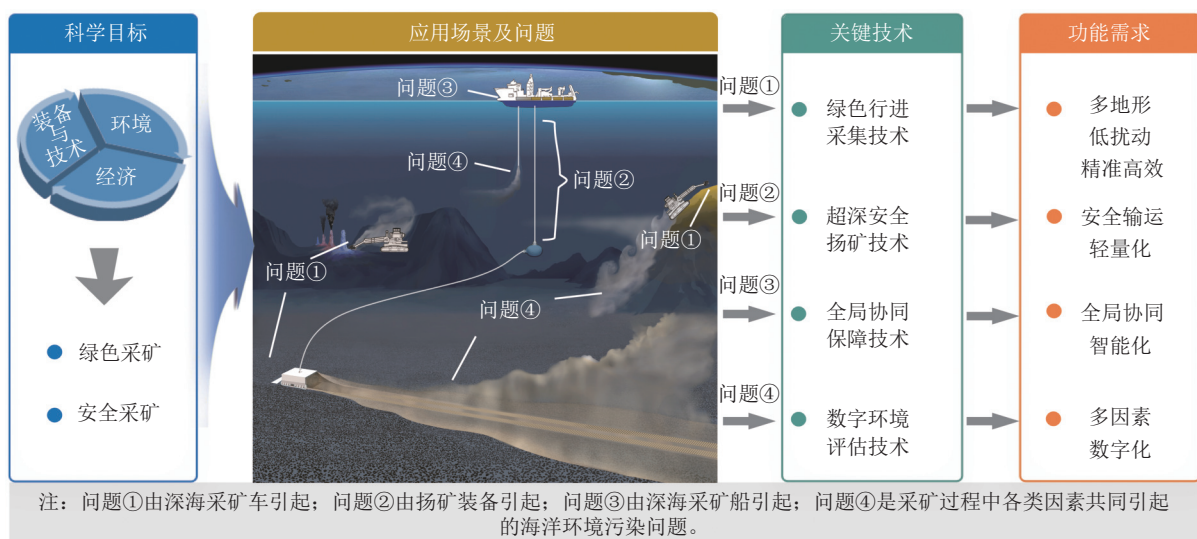 科学目标
装备
与
技术
环境
经济
绿色采矿
安全采矿
应用场景及问题
问题③
问题④
问题②
问题①
问题①
问题④
问题①
问题②
问题③
问题④
关键技术
绿色行进
采集技术
超深安全
扬矿技术
全局协同
保障技术
数字环境
评估技术
功能需求
多地形
低扰动
精准高效
安全输运
轻量化
全局协同
智能化
多因素
数字化
注：问题①由深海采矿车引起；问题②由扬矿装备引起；问题③由深海采矿船引起；问题④是采矿过程中各类因素共同引起
的海洋环境污染问题。